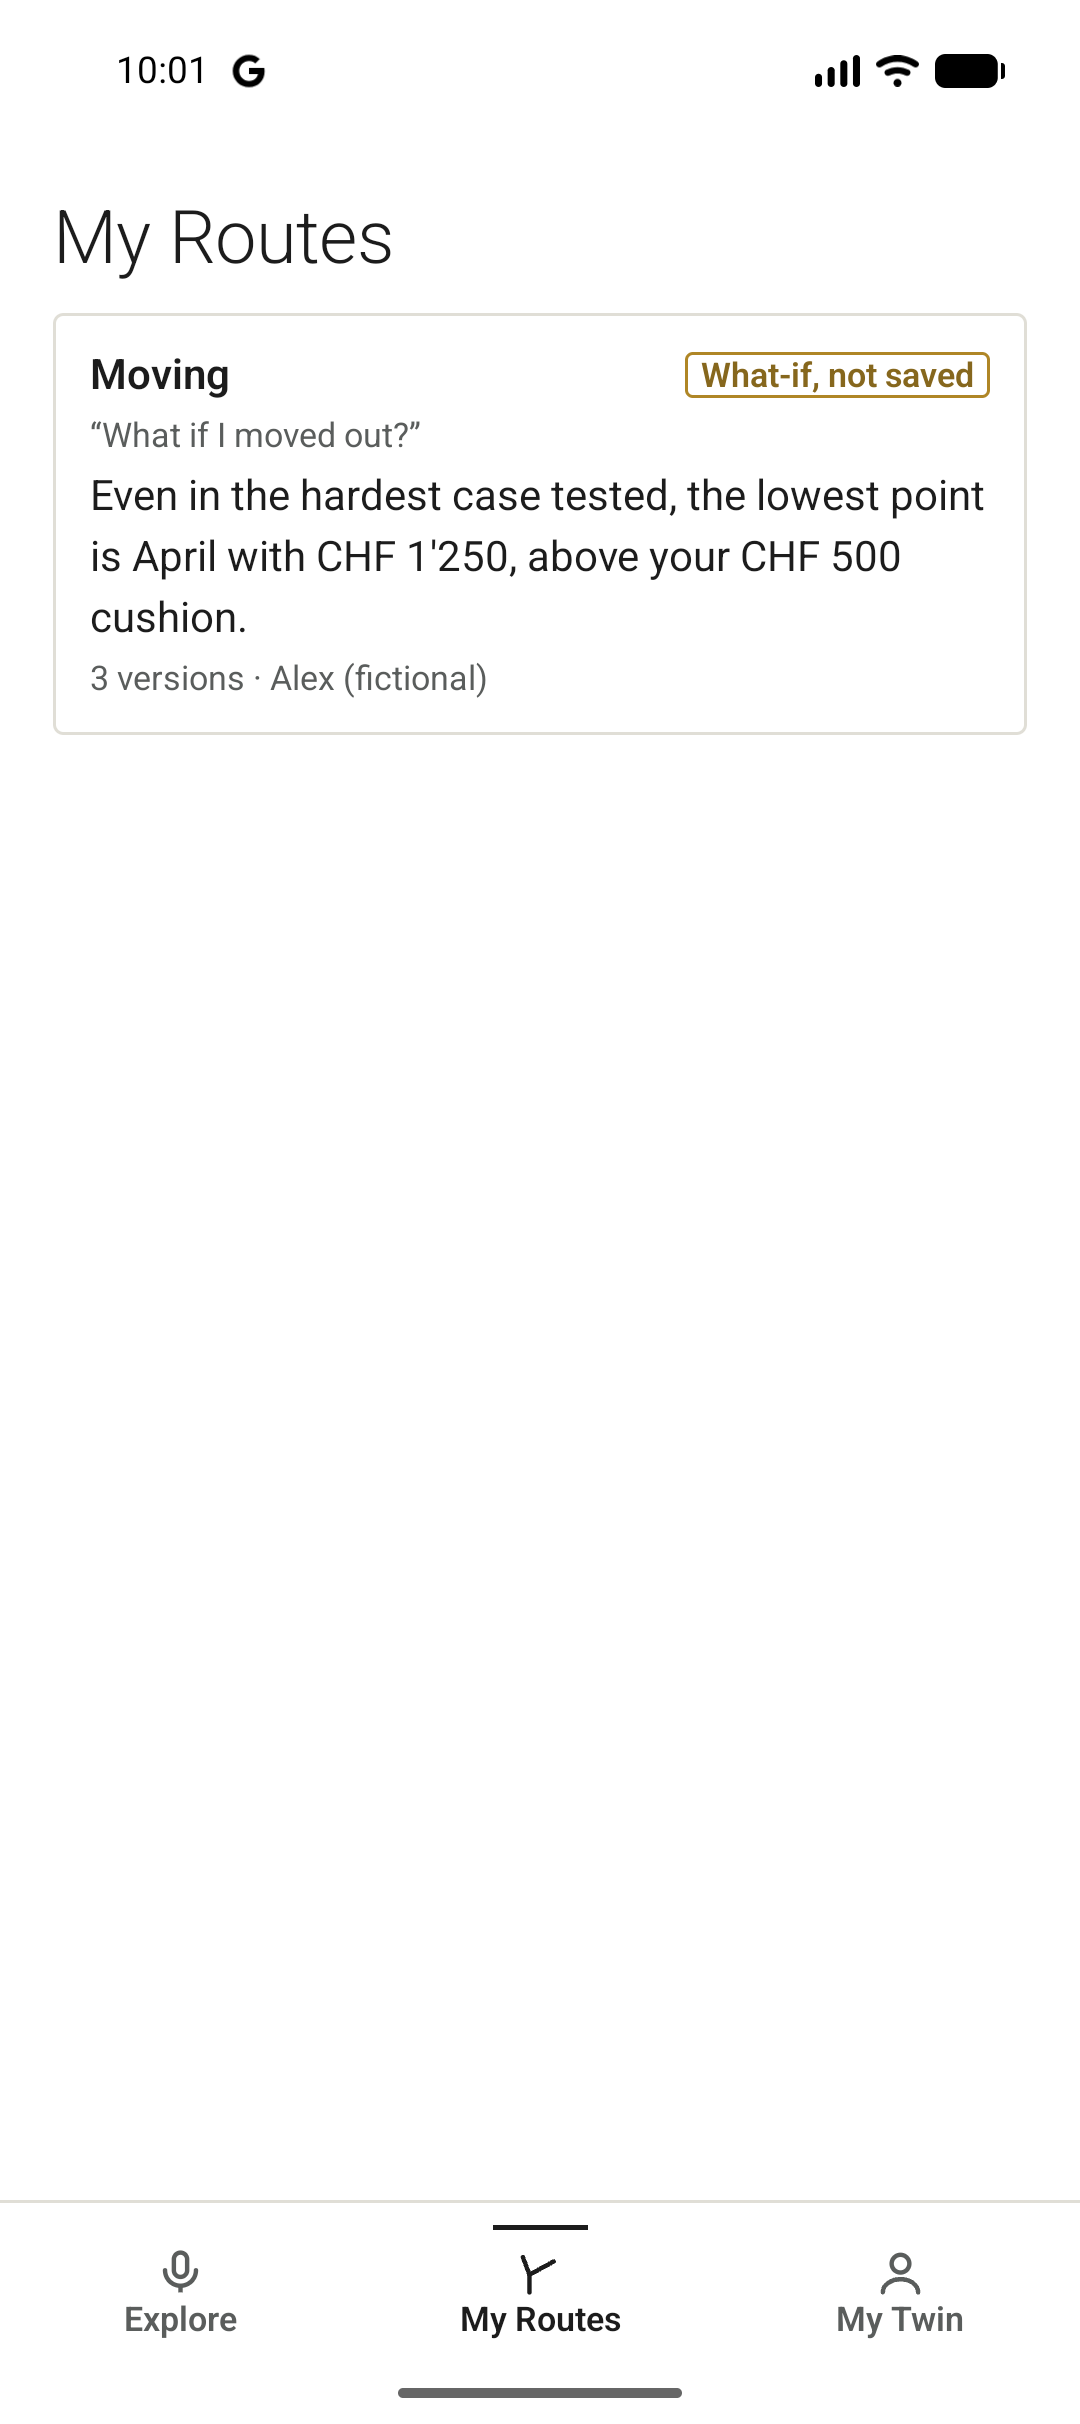 10:01
My Routes
Moving
What-if, not saved
“What if I moved out?”
Even in the hardest case tested, the lowest point
is April with CHF 1'250, above your CHF 500
cushion.
3 versions · Alex (fictional)
Explore
My Routes
My Twin